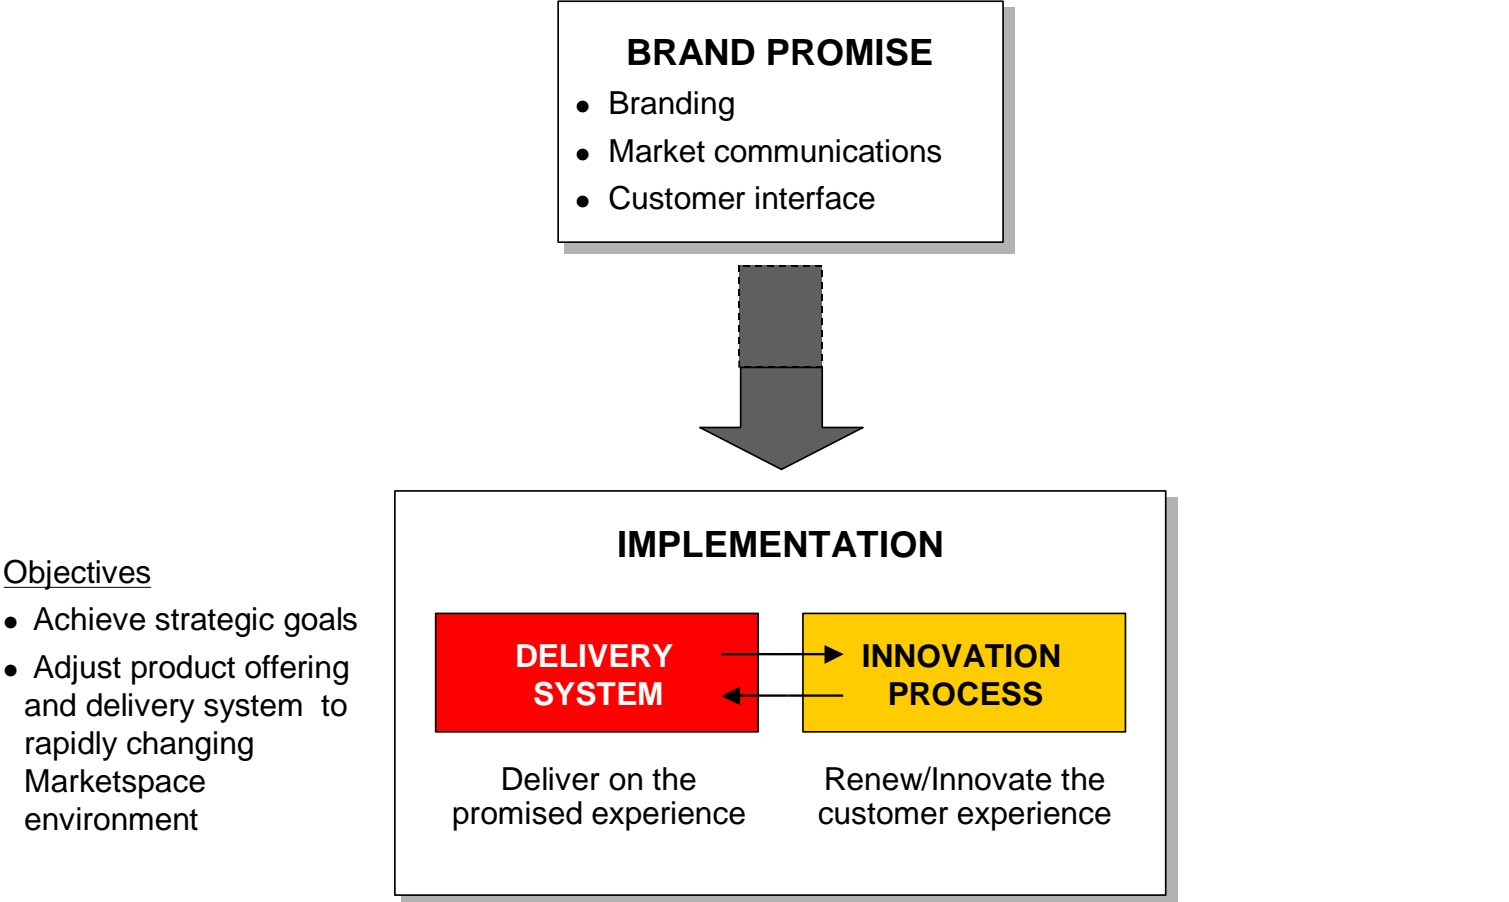 BRAND PROMISE
● Branding
● Market communications
● Customer interface
IMPLEMENTATION
Objectives
● Achieve strategic goals
● Adjust product offering
and delivery system to
rapidly changing
Marketspace
environment
DELIVERY
SYSTEM
INNOVATION
PROCESS
Deliver on the
promised experience
Renew/Innovate the
customer experience